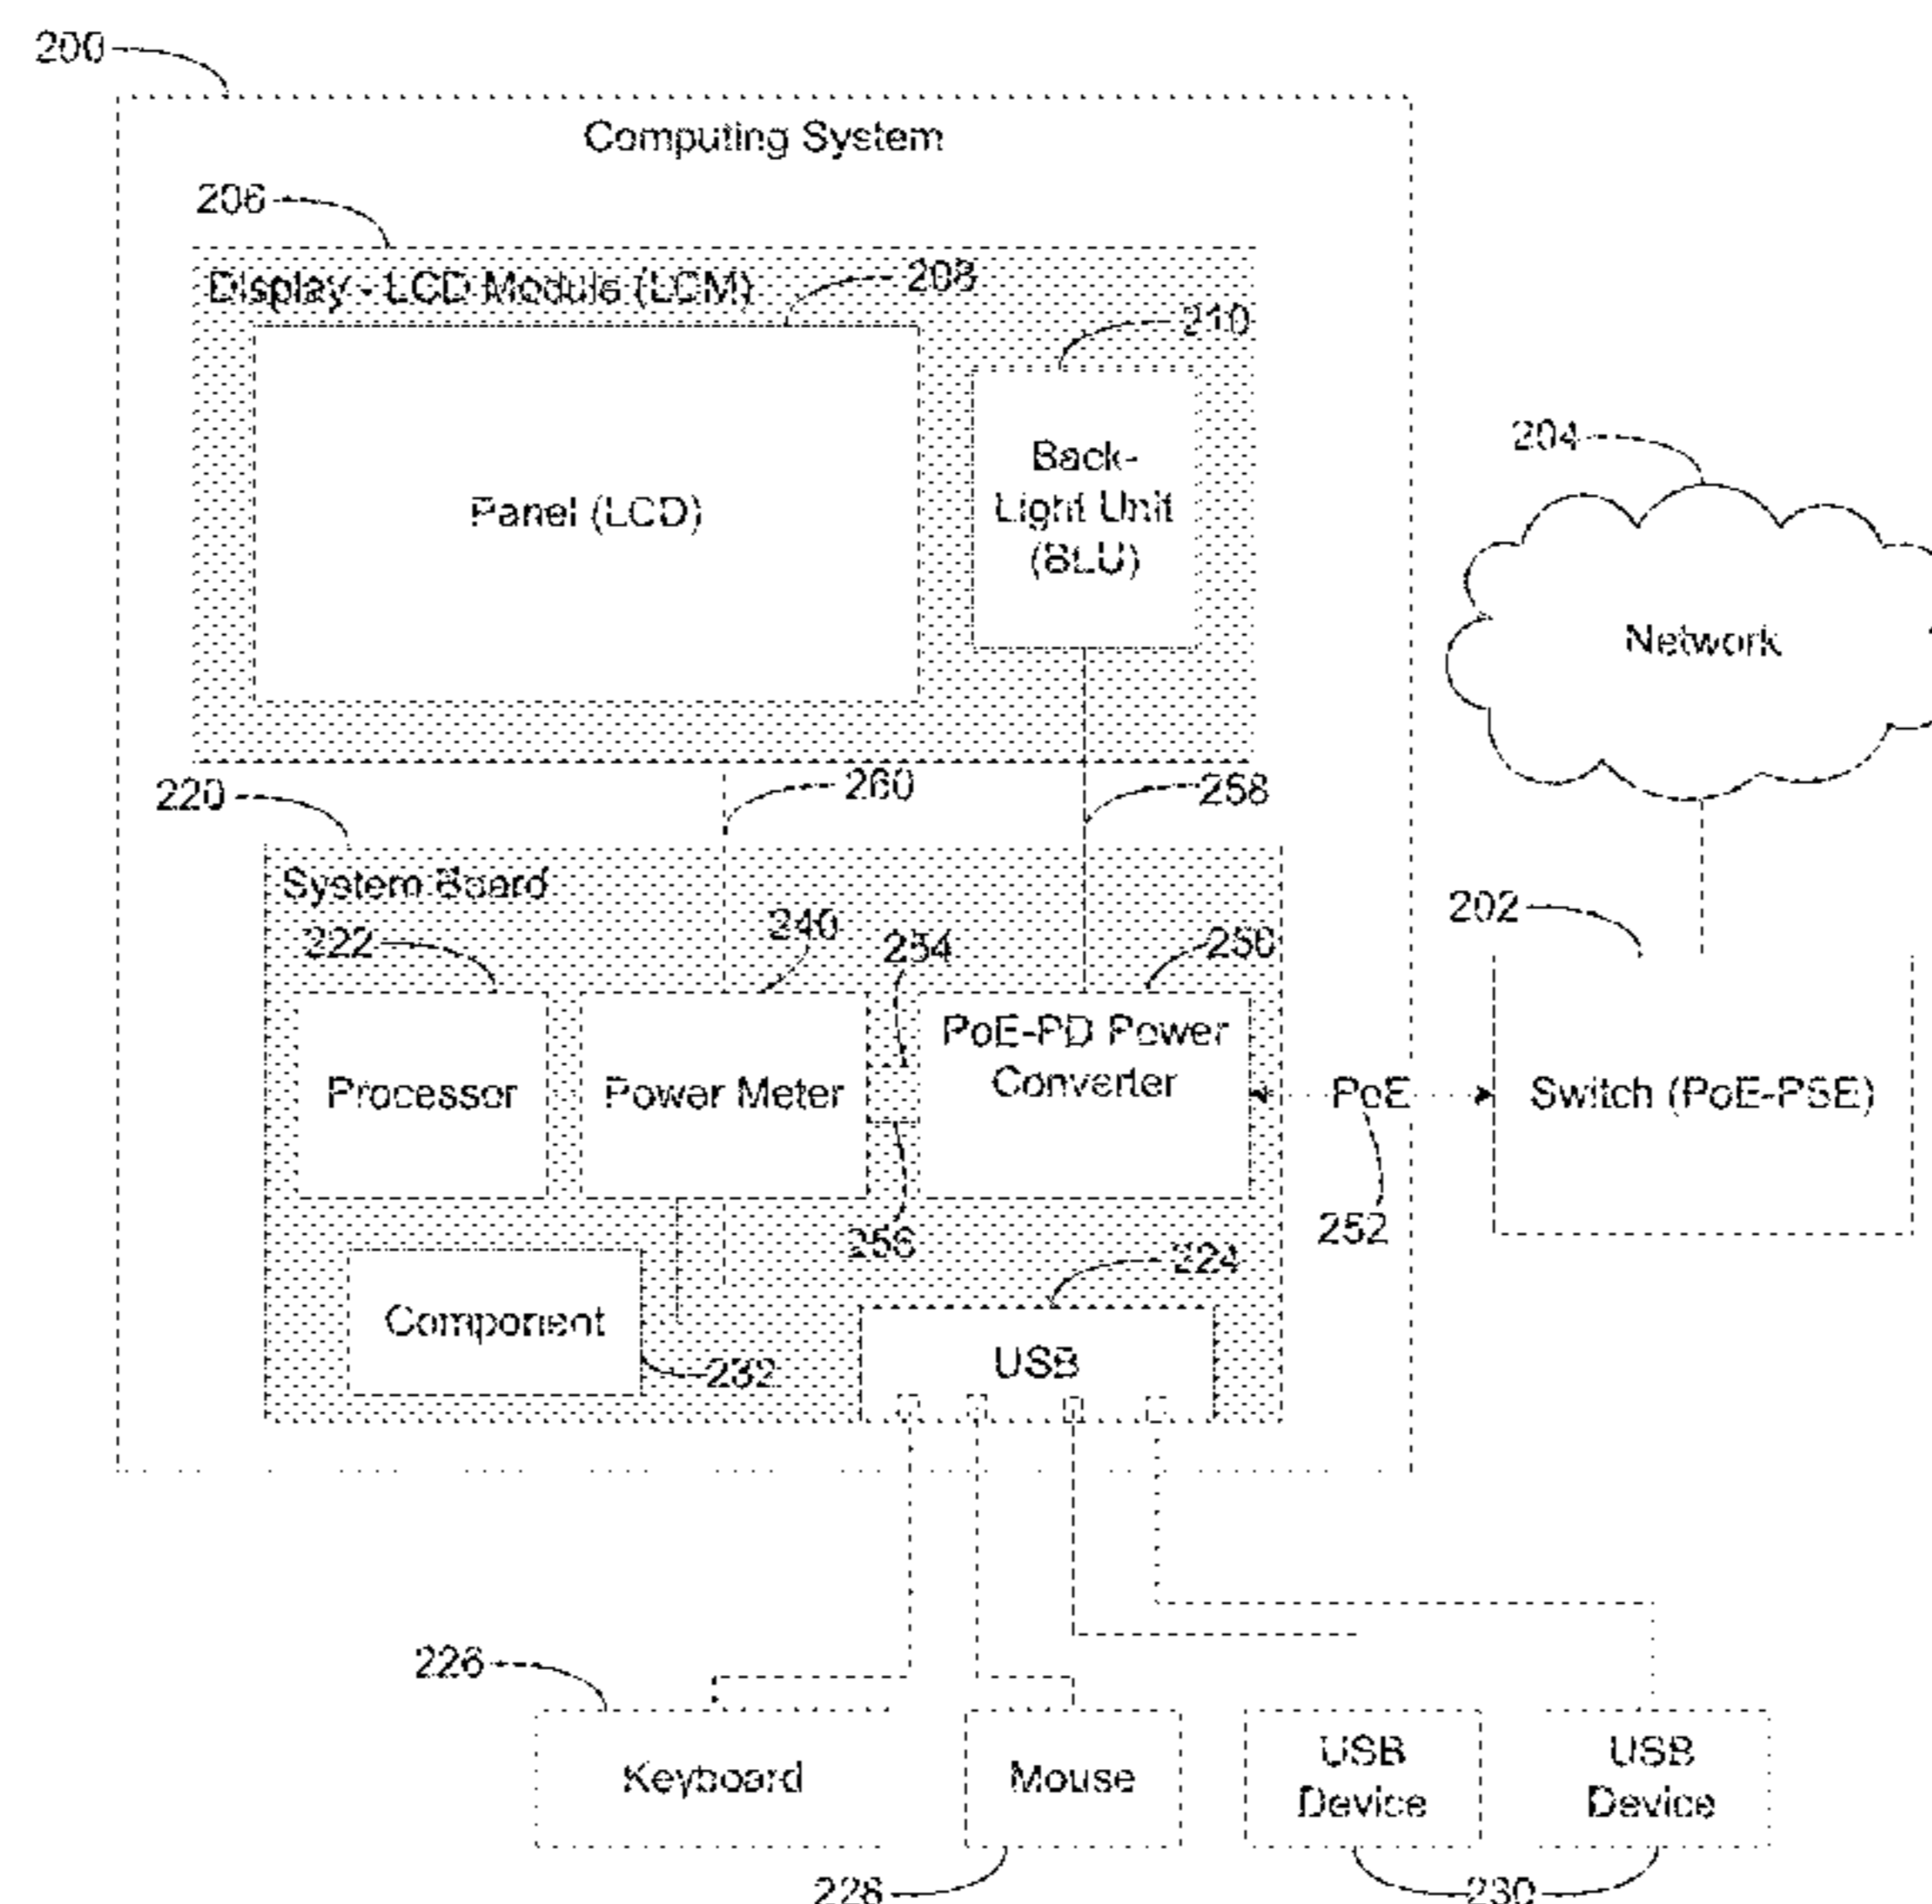 200
Computing System
206
Display - LCD Module (LCM)
208
210
Panel (LCD)
Back-
Light Unit
(BLU)
204
Network
220
260
258
System Board
202
222
240
254
250
Processor
Power Meter
PoE-PD Power
Converter
PoE
Switch (PoE-PSE)
252
256
224
Component
232
USB
226
Keyboard
Mouse
USB
Device
USB
Device
228
230